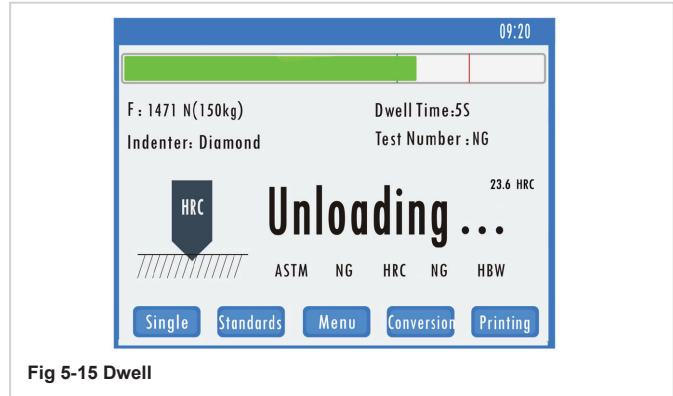 09:20
F : 1471 N(150kg) Dwell Time:5S
Indenter: Diamond Test Number : NG
23.6 HRC
HRC Unloading ...
ASTM NG HRC NG HBW
Single Standards Menu Conversion Printing
Fig 5-15 Dwell